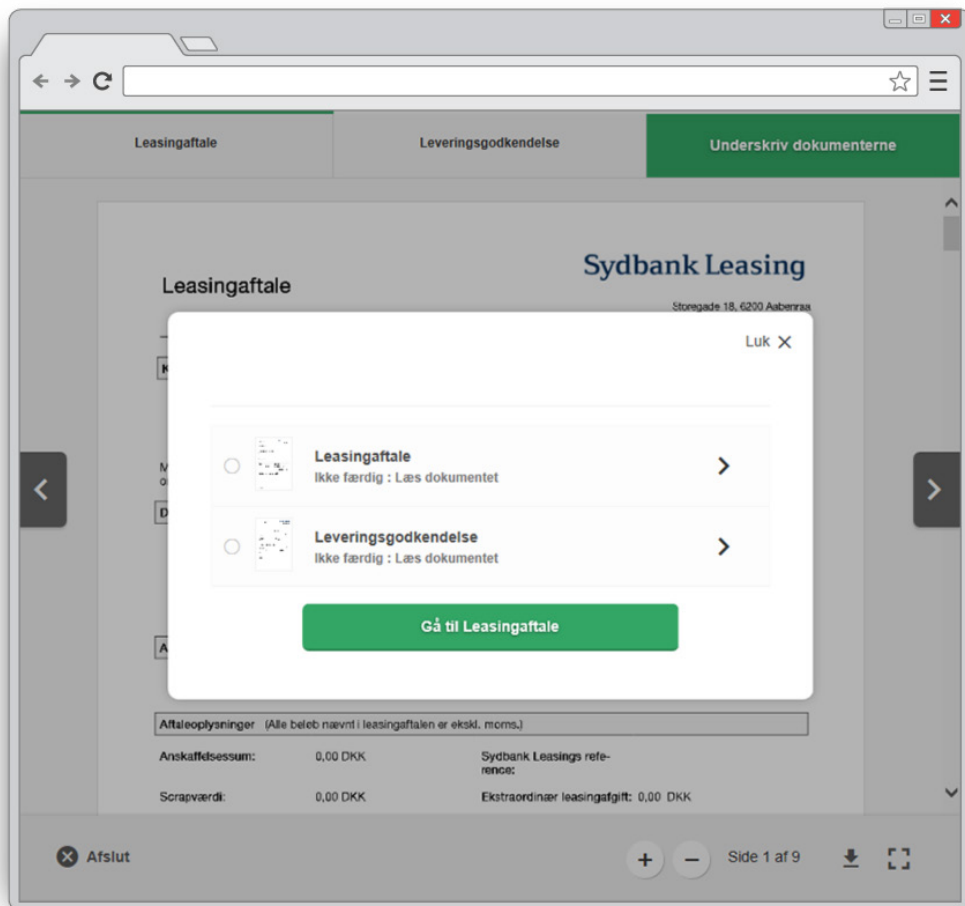 Leasingaftale
Leveringsgodkendelse
Underskriv dokumenterne
Sydbank Leasing
Leasingaftale
Storegade 18, 6200 Aabenraa
Luk
K
Leasingaftale
Ikke færdig : Læs dokumentet
M
o
D
Leveringsgodkendelse
Ikke færdig : Læs dokumentet
Gå til Leasingaftale
A
Aftaleoplysninger (Alle beløb nævnt i leasingaftalen er ekskl. moms.)
Anskaffelsessum: 0,00 DKK Sydbank Leasings refe-
rence:
Scrapværdi: 0,00 DKK Ekstraordinær leasingafgift: 0,00 DKK
Afslut
Side 1 af 9